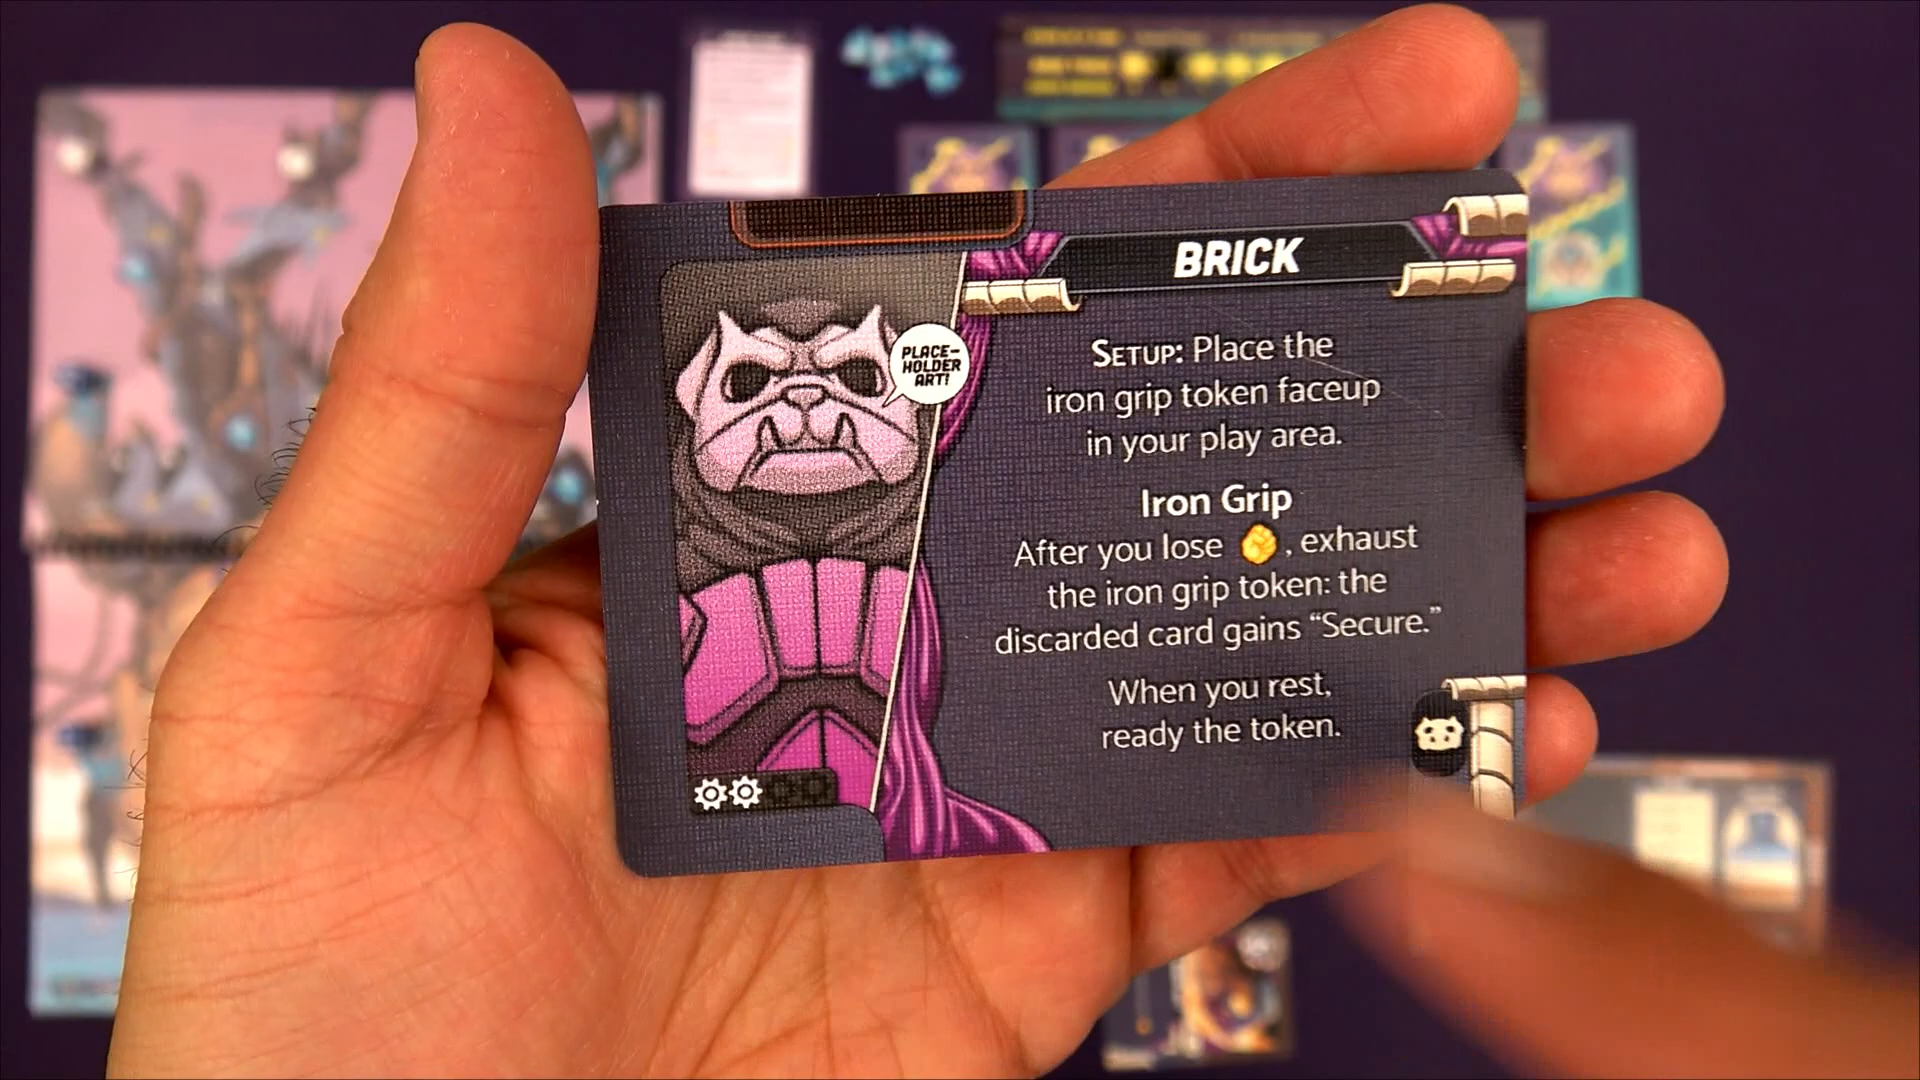 BRICK
PLACE-
HOLDER
ART!
SETUP: Place the
iron grip token faceup
in your play area.
Iron Grip
After you lose , exhaust
the iron grip token: the
discarded card gains “Secure.”
When you rest,
ready the token.